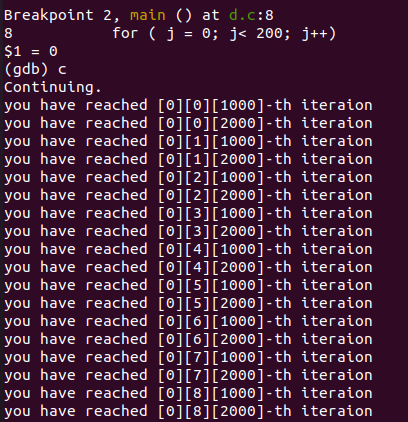 Breakpoint 2, main () at d.c:8
8           for ( j = 0; j< 200; j++)
$1 = 0
(gdb) c
Continuing.
you have reached [0][0][1000]-th iteraion
you have reached [0][0][2000]-th iteraion
you have reached [0][1][1000]-th iteraion
you have reached [0][1][2000]-th iteraion
you have reached [0][2][1000]-th iteraion
you have reached [0][2][2000]-th iteraion
you have reached [0][3][1000]-th iteraion
you have reached [0][3][2000]-th iteraion
you have reached [0][4][1000]-th iteraion
you have reached [0][4][2000]-th iteraion
you have reached [0][5][1000]-th iteraion
you have reached [0][5][2000]-th iteraion
you have reached [0][6][1000]-th iteraion
you have reached [0][6][2000]-th iteraion
you have reached [0][7][1000]-th iteraion
you have reached [0][7][2000]-th iteraion
you have reached [0][8][1000]-th iteraion
you have reached [0][8][2000]-th iteraion